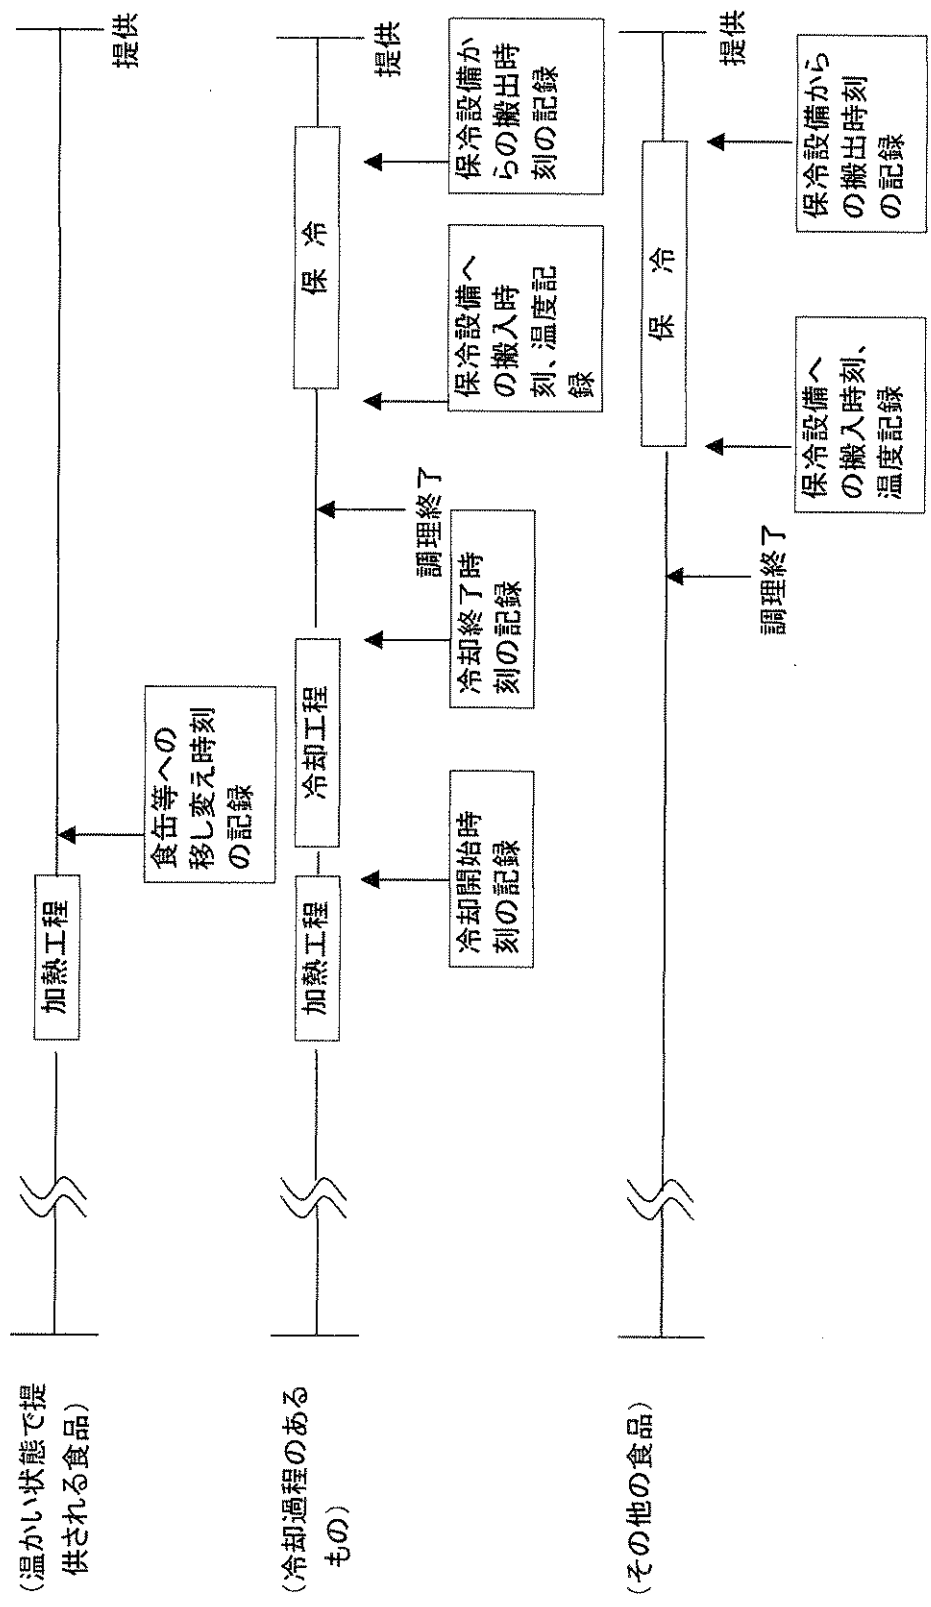 （温かい状態で提
供される食品）
加熱工程
食缶等への
移し変え時刻
の記録
提供
（冷却過程のある
もの）
加熱工程
冷却工程
保　冷
提供
冷却開始時
刻の記録
冷却終了時
刻の記録
調理終了
保冷設備へ
の搬入時
刻、温度記
録
保冷設備か
らの搬出時
刻の記録
（その他の食品）
保　冷
提供
調理終了
保冷設備へ
の搬入時刻、
温度記録
保冷設備から
の搬出時刻
の記録